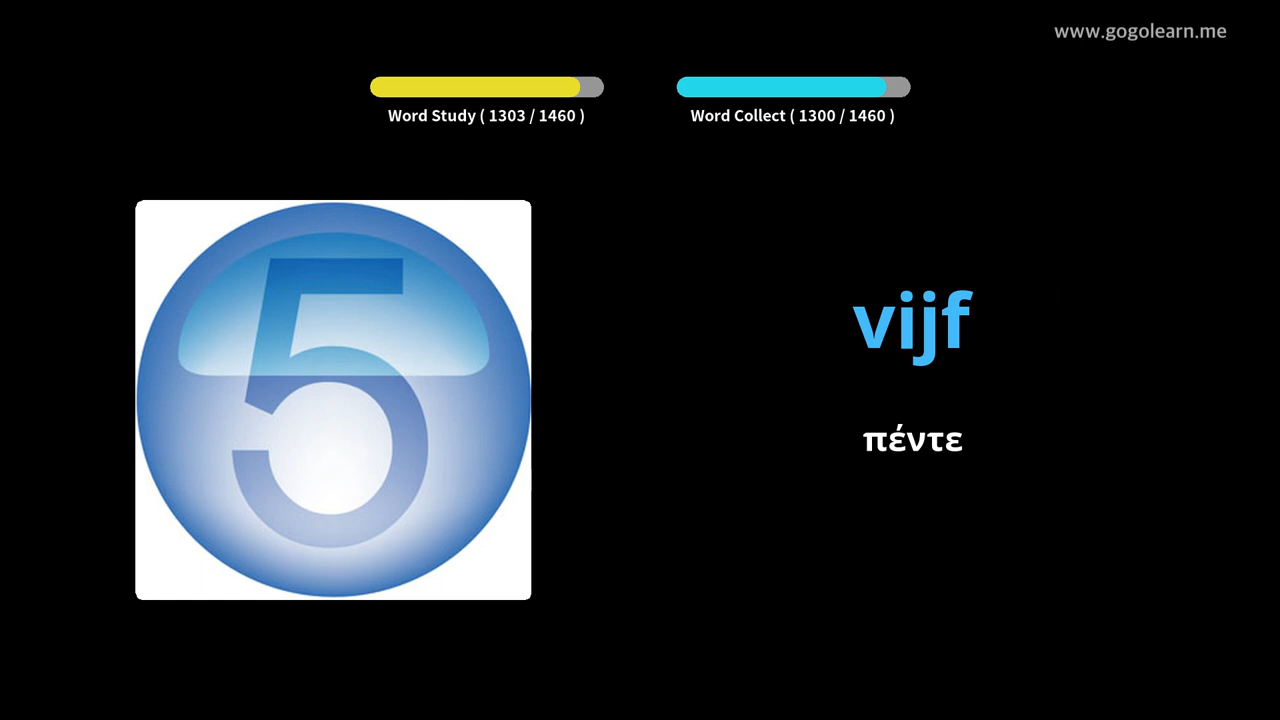 www.gogolearn.me
Word Study ( 1303 / 1460 )
Word Collect ( 1300 / 1460 )
5
vijf
πέντε